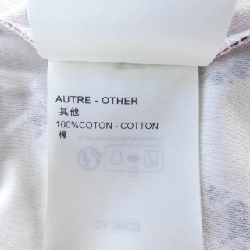 AUTRE - OTHER
其他
100%COTON - COTTON
棉